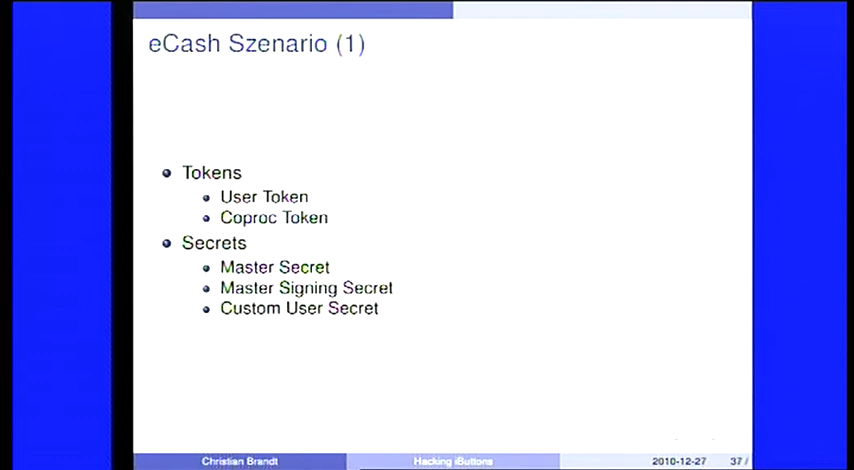 eCash Szenario (1)
Tokens
User Token
Coproc Token
Secrets
Master Secret
Master Signing Secret
Custom User Secret
Christian Brandt
Hacking iButtons
2010-12-27 37 /